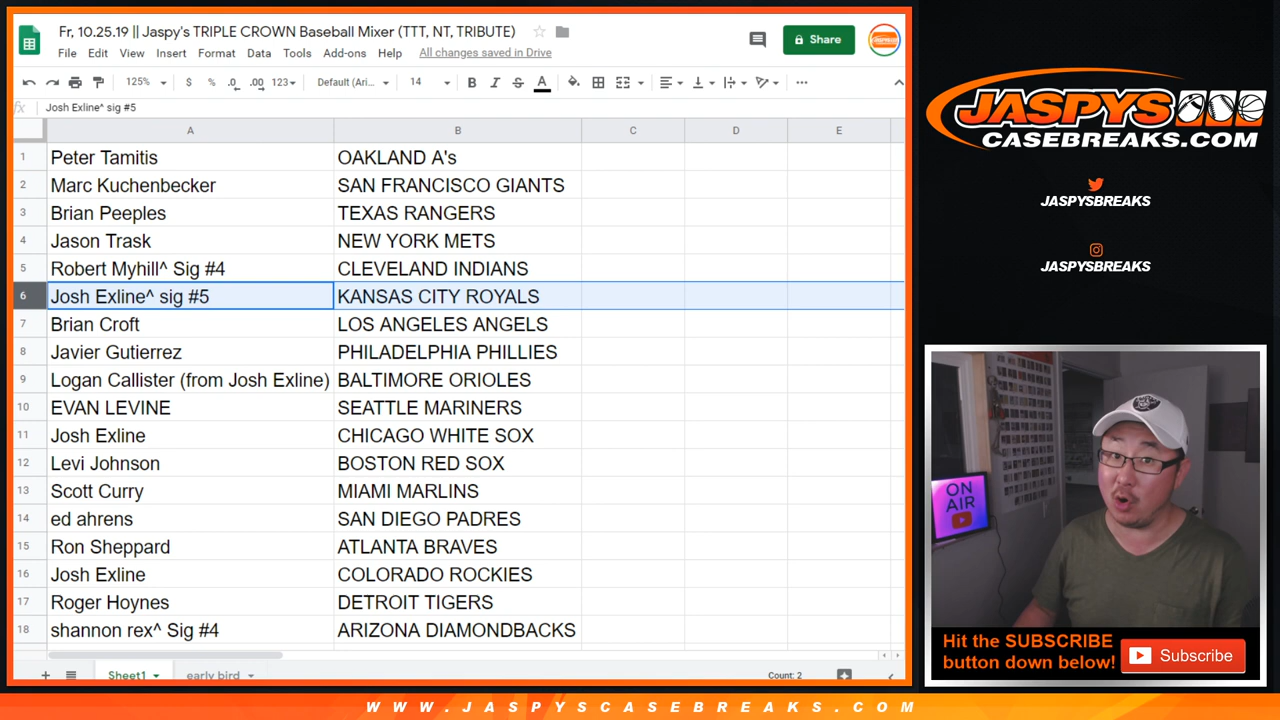 Fr, 10.25.19 || Jaspy's TRIPLE CROWN Baseball Mixer (TTT, NT, TRIBUTE)
File Edit View Insert Format Data Tools Add-ons Help All changes saved in Drive
Share
125% $ % .0 .00 123 Default (Ari... 14 B I S A
fx Josh Exline^ sig #5
A B C D E
1 Peter Tamitis OAKLAND A's
2 Marc Kuchenbecker SAN FRANCISCO GIANTS
3 Brian Peeples TEXAS RANGERS
4 Jason Trask NEW YORK METS
5 Robert Myhill^ Sig #4 CLEVELAND INDIANS
6 Josh Exline^ sig #5 KANSAS CITY ROYALS
7 Brian Croft LOS ANGELES ANGELS
8 Javier Gutierrez PHILADELPHIA PHILLIES
9 Logan Callister (from Josh Exline) BALTIMORE ORIOLES
10 EVAN LEVINE SEATTLE MARINERS
11 Josh Exline CHICAGO WHITE SOX
12 Levi Johnson BOSTON RED SOX
13 Scott Curry MIAMI MARLINS
14 ed ahrens SAN DIEGO PADRES
15 Ron Sheppard ATLANTA BRAVES
16 Josh Exline COLORADO ROCKIES
17 Roger Hoynes DETROIT TIGERS
18 shannon rex^ Sig #4 ARIZONA DIAMONDBACKS
Sheet1 early bird Count: 2
JASPYS
CASEBREAKS.COM
JASPYSBREAKS
JASPYSBREAKS
ON
AIR
Hit the SUBSCRIBE
button down below!
Subscribe
WWW.JASPYSCASEBREAKS.COM